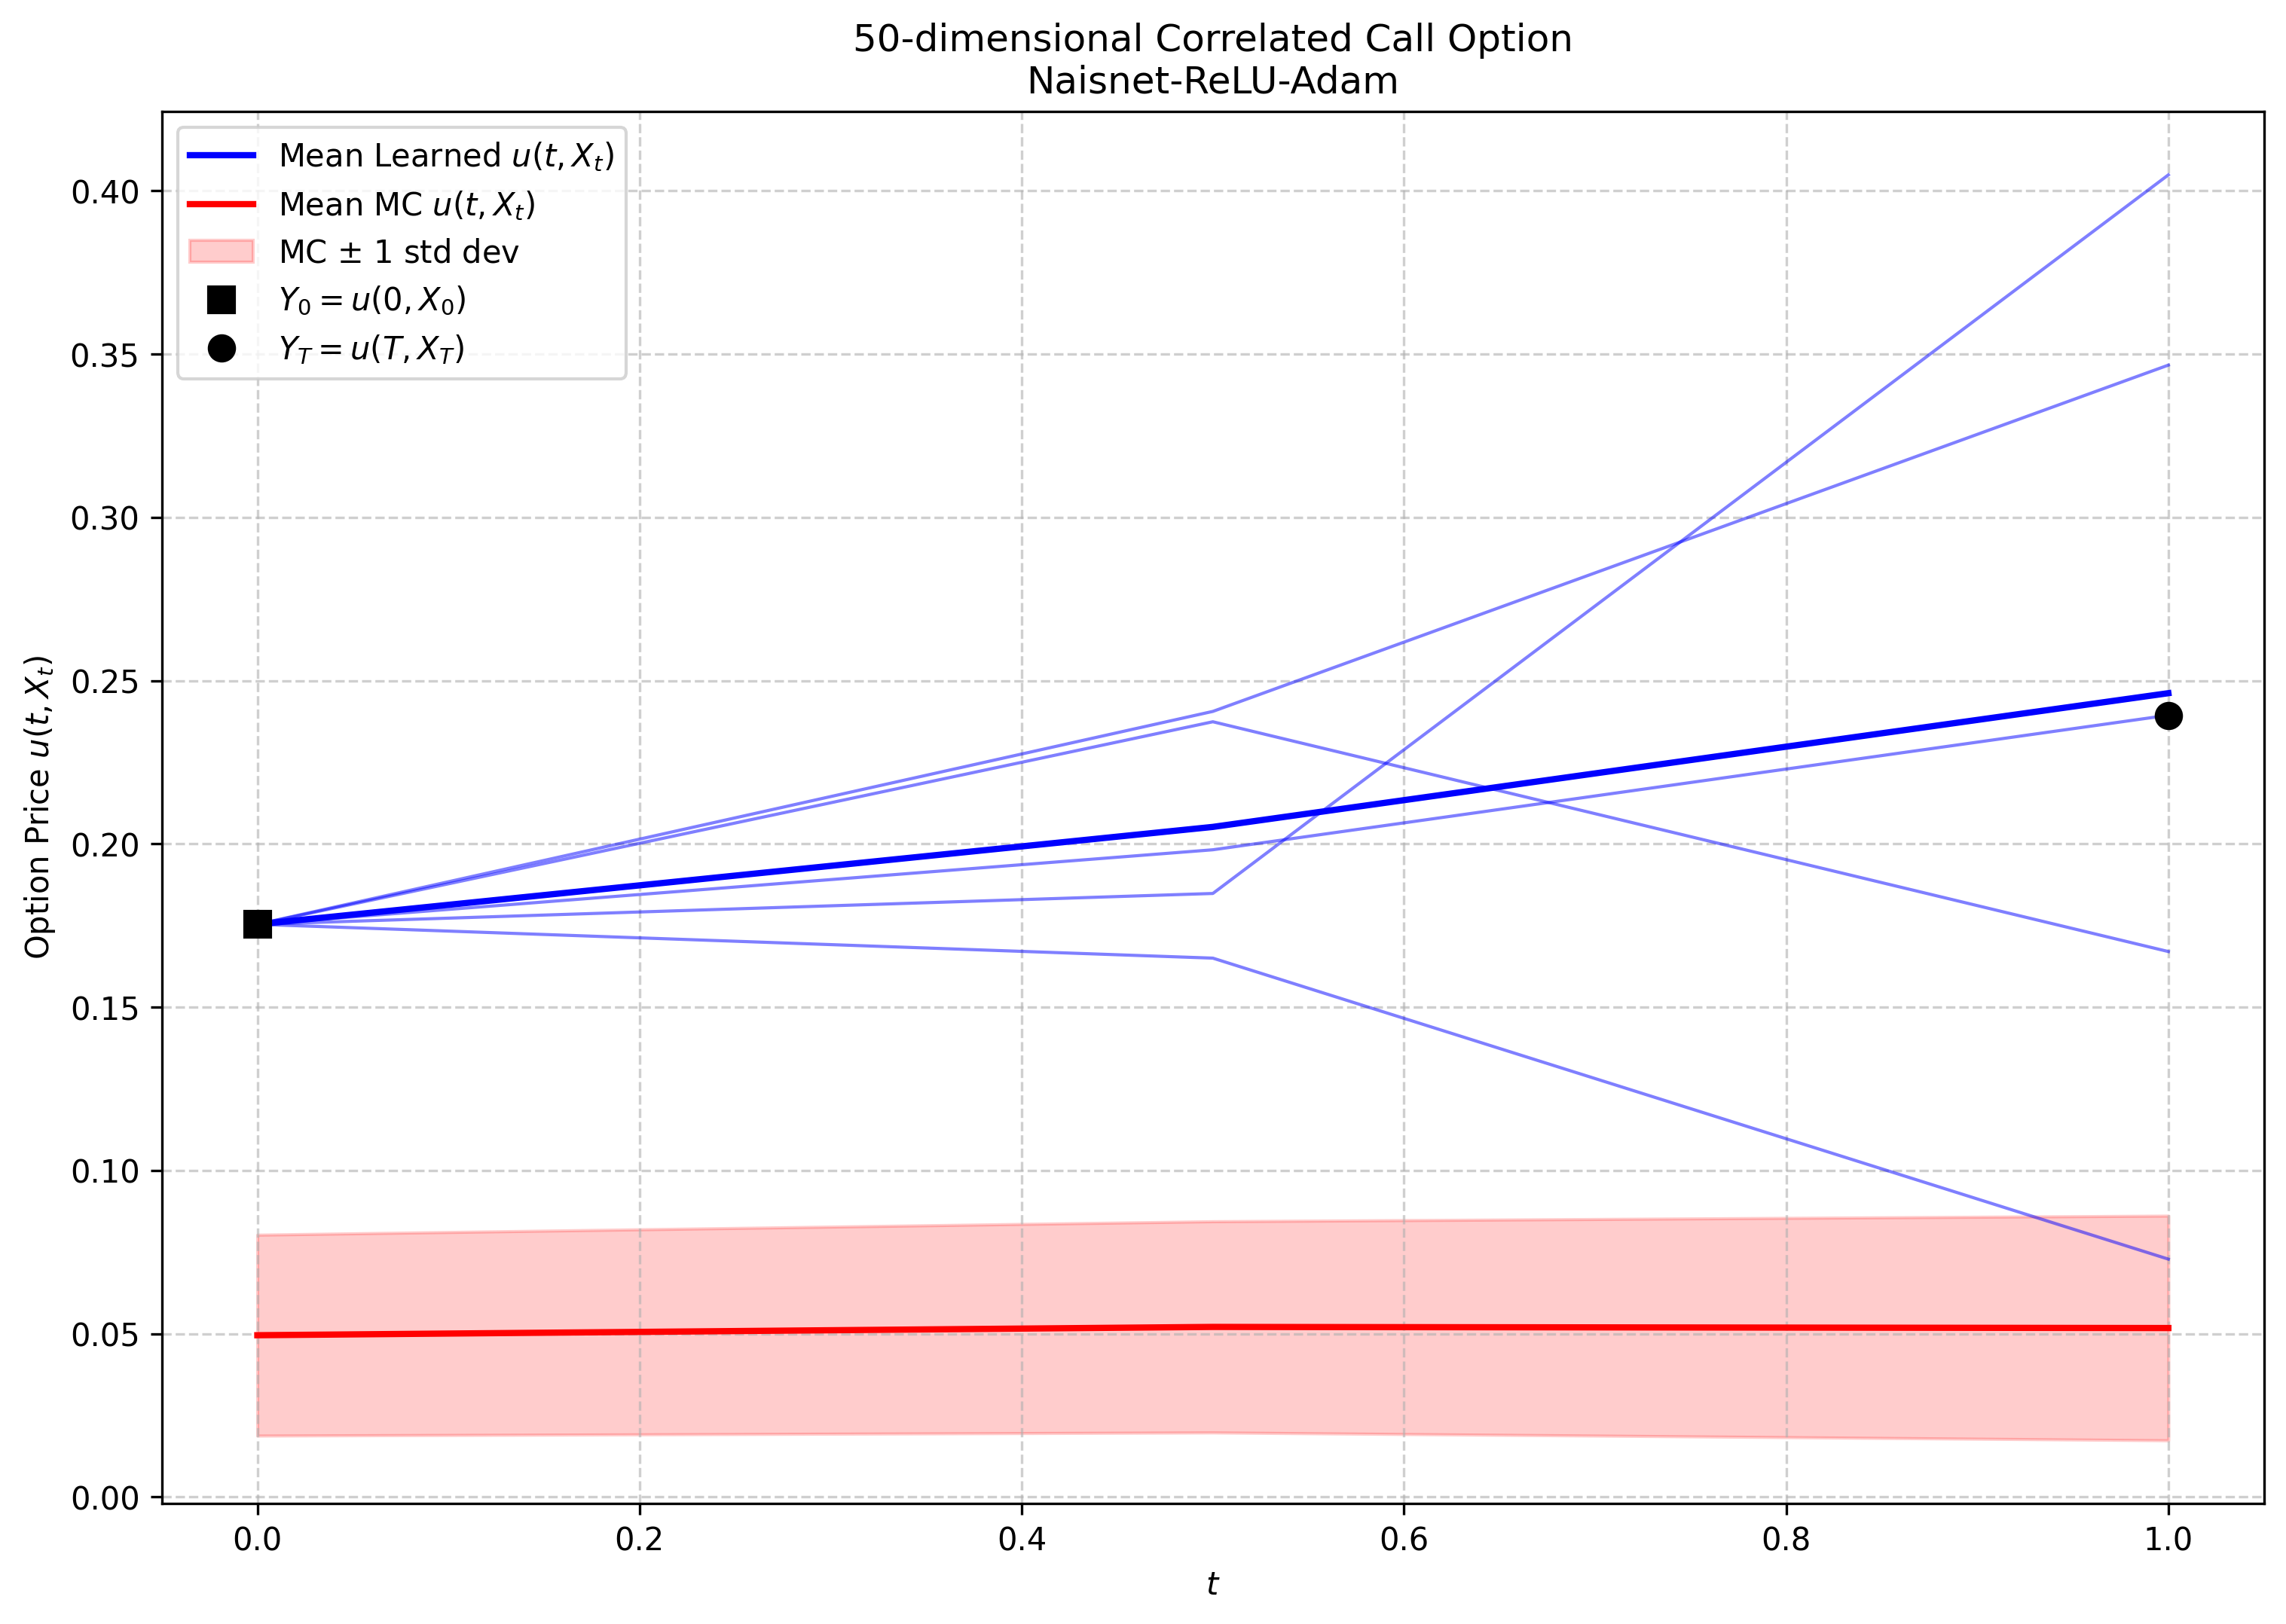 50-dimensional Correlated Call Option
Naisnet-ReLU-Adam
Mean Learned u(t, X_t)
Mean MC u(t, X_t)
MC ± 1 std dev
Y_0 = u(0, X_0)
Y_T = u(T, X_T)
Option Price u(t, X_t)
0.40
0.35
0.30
0.25
0.20
0.15
0.10
0.05
0.00
0.0 0.2 0.4 0.6 0.8 1.0
t